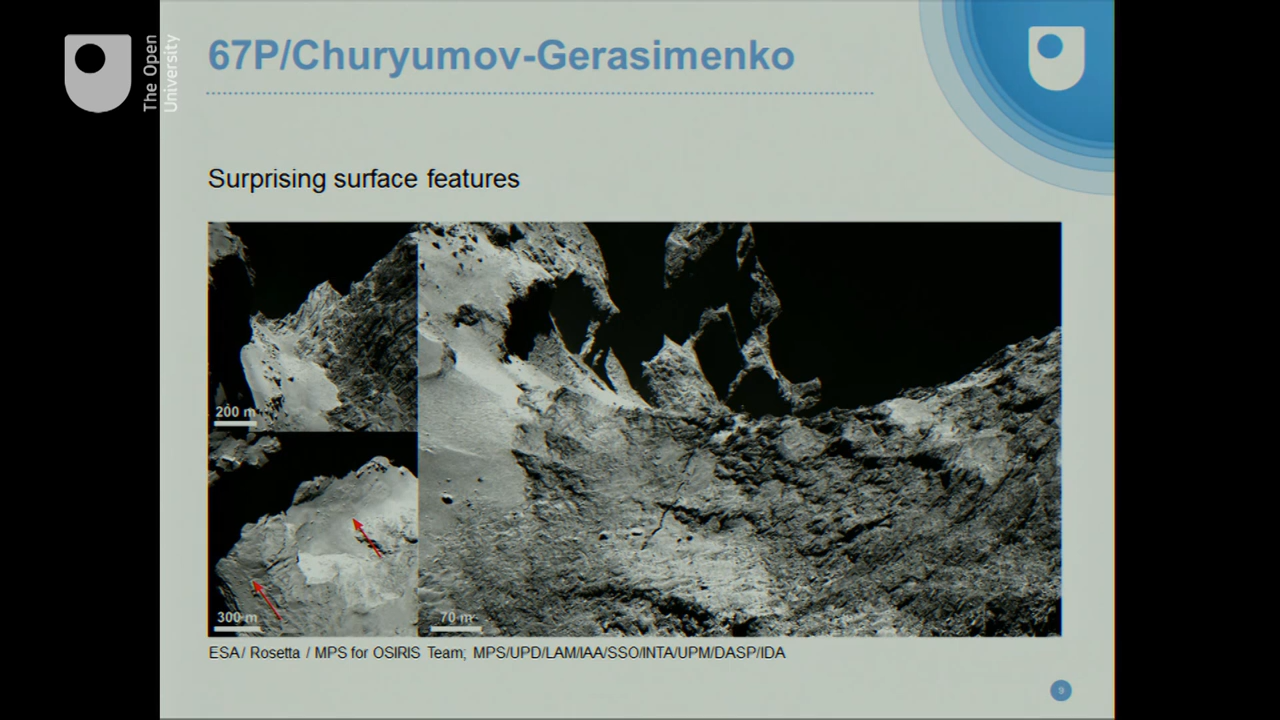 The Open
University
67P/Churyumov-Gerasimenko
Surprising surface features
200 m
300 m
70 m
ESA / Rosetta / MPS for OSIRIS Team; MPS/UPD/LAM/IAA/SSO/INTA/UPM/DASP/IDA
9